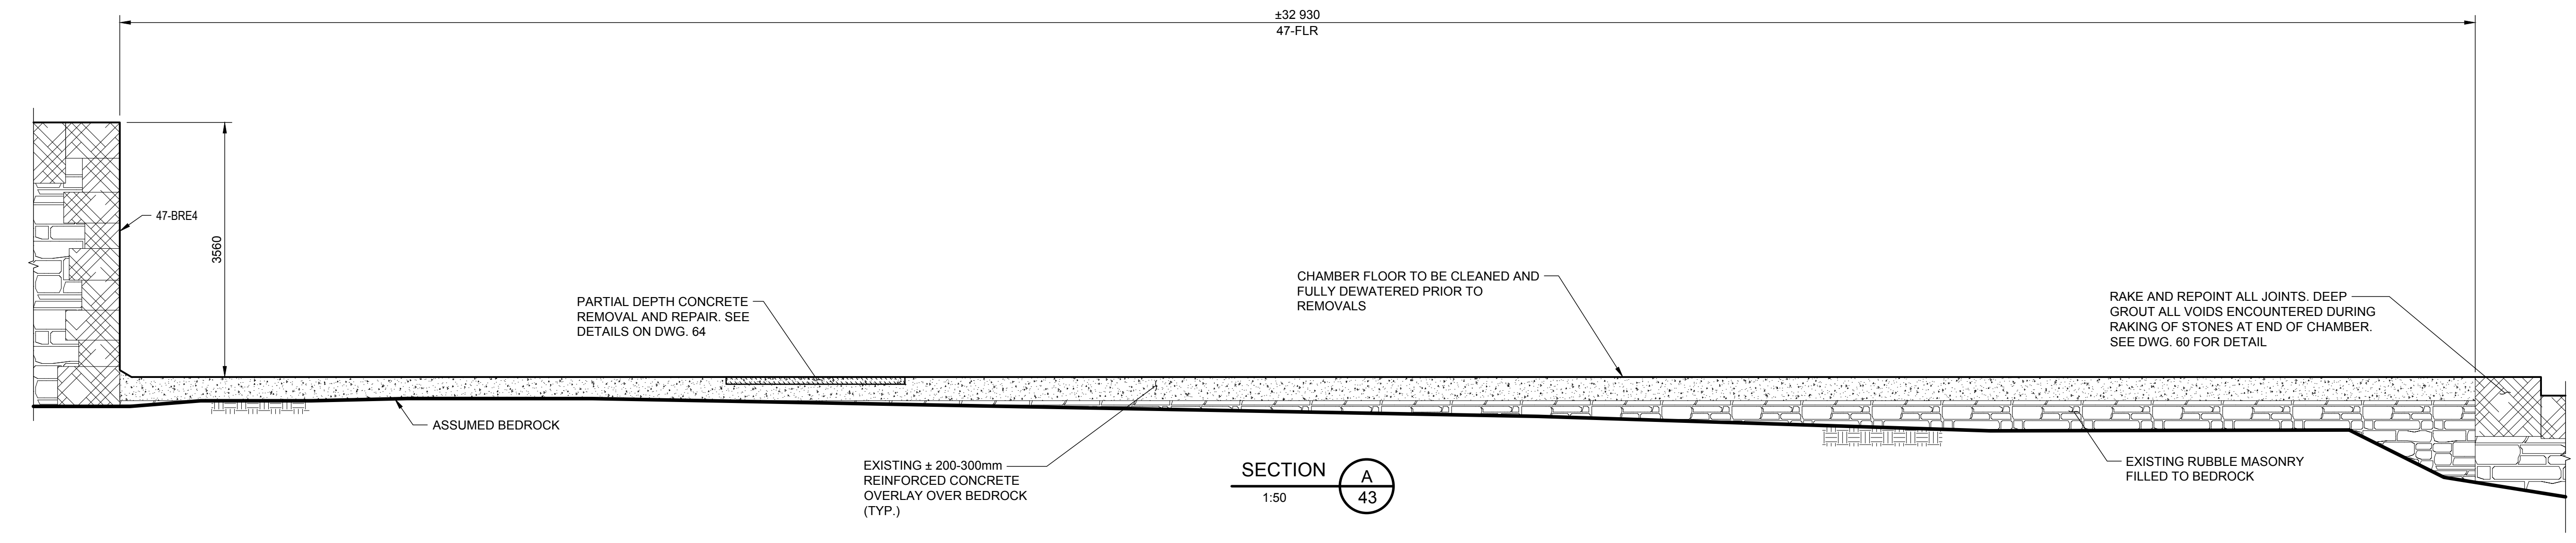 ±32 930
47-FLR
47-BRE4
3560
PARTIAL DEPTH CONCRETE
REMOVAL AND REPAIR. SEE
DETAILS ON DWG. 64
CHAMBER FLOOR TO BE CLEANED AND
FULLY DEWATERED PRIOR TO
REMOVALS
RAKE AND REPOINT ALL JOINTS. DEEP
GROUT ALL VOIDS ENCOUNTERED DURING
RAKING OF STONES AT END OF CHAMBER.
SEE DWG. 60 FOR DETAIL
ASSUMED BEDROCK
EXISTING ± 200-300mm
REINFORCED CONCRETE
OVERLAY OVER BEDROCK
(TYP.)
SECTION
1:50
A
43
EXISTING RUBBLE MASONRY
FILLED TO BEDROCK